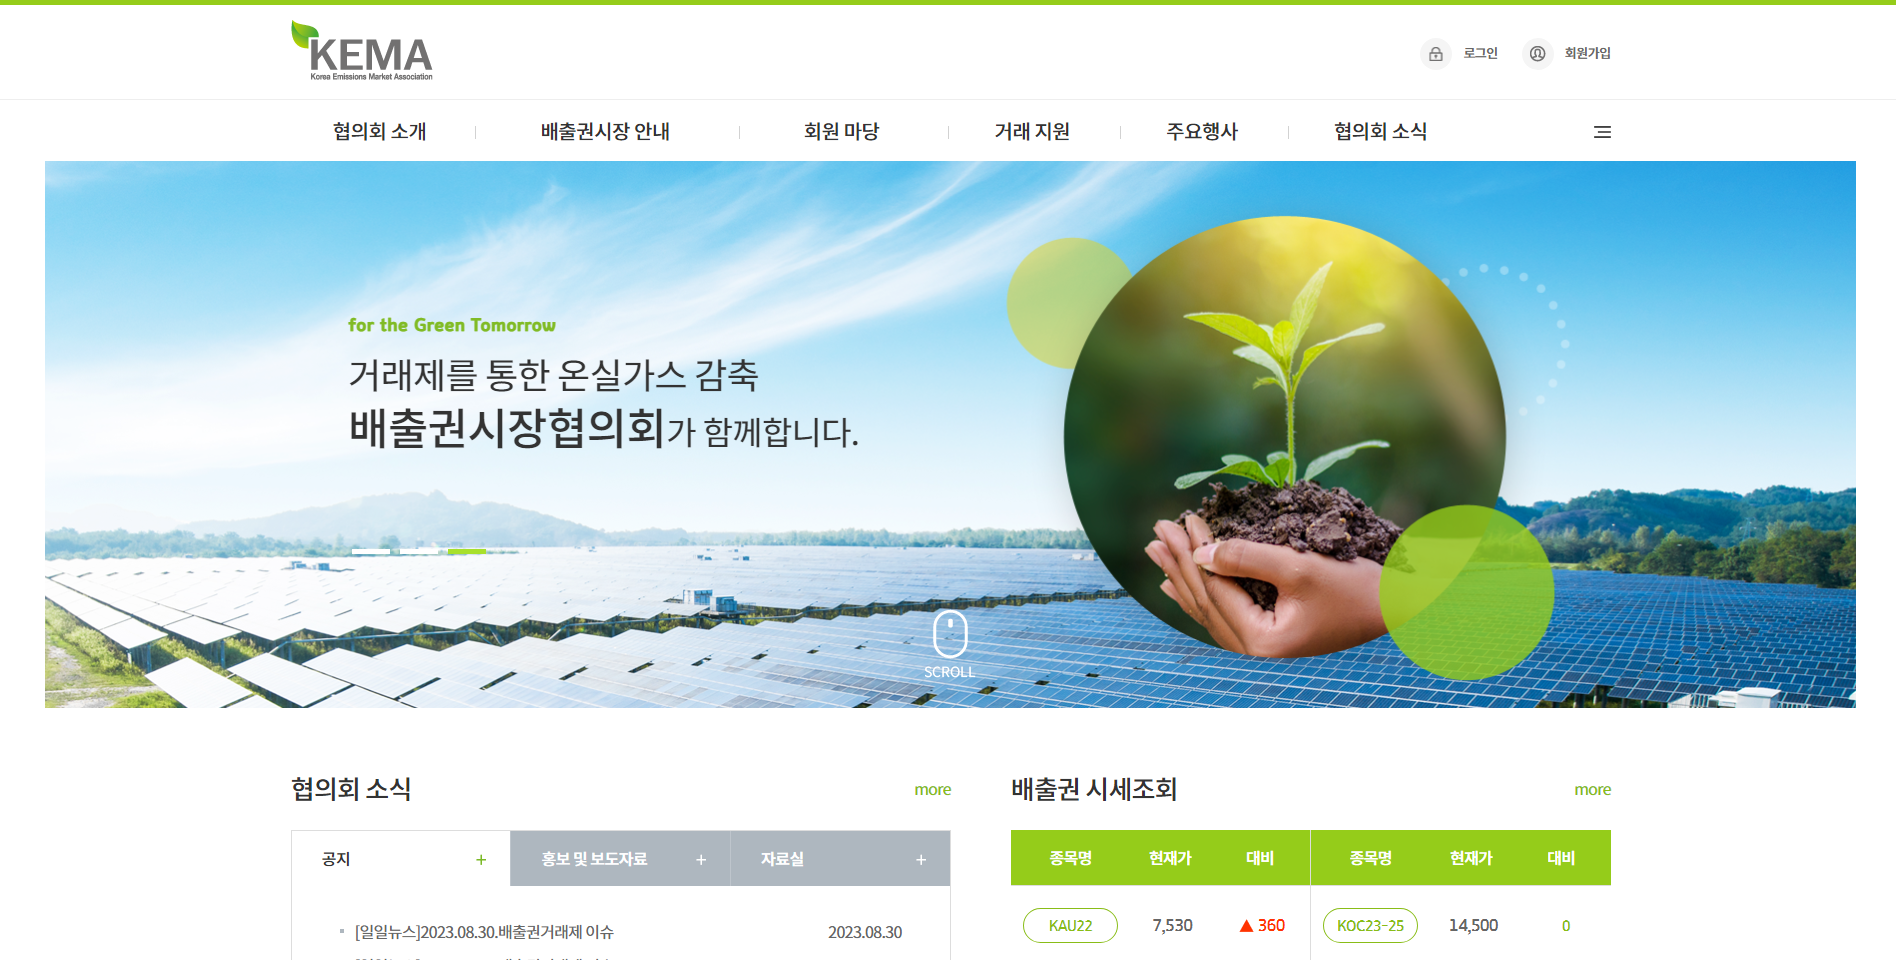 KEMA
Korea Emissions Market Association
로그인 회원가입
협의회 소개 배출권시장 안내 회원 마당 거래 지원 주요행사 협의회 소식
for the Green Tomorrow
거래제를 통한 온실가스 감축
배출권시장협의회가 함께합니다.
SCROLL
협의회 소식 more
공지 + 홍보 및 보도자료 + 자료실 +
[일일뉴스]2023.08.30.배출권거래제 이슈 2023.08.30
배출권 시세조회 more
종목명 현재가 대비 종목명 현재가 대비
KAU22 7,530 ▲ 360 KOC23-25 14,500 0